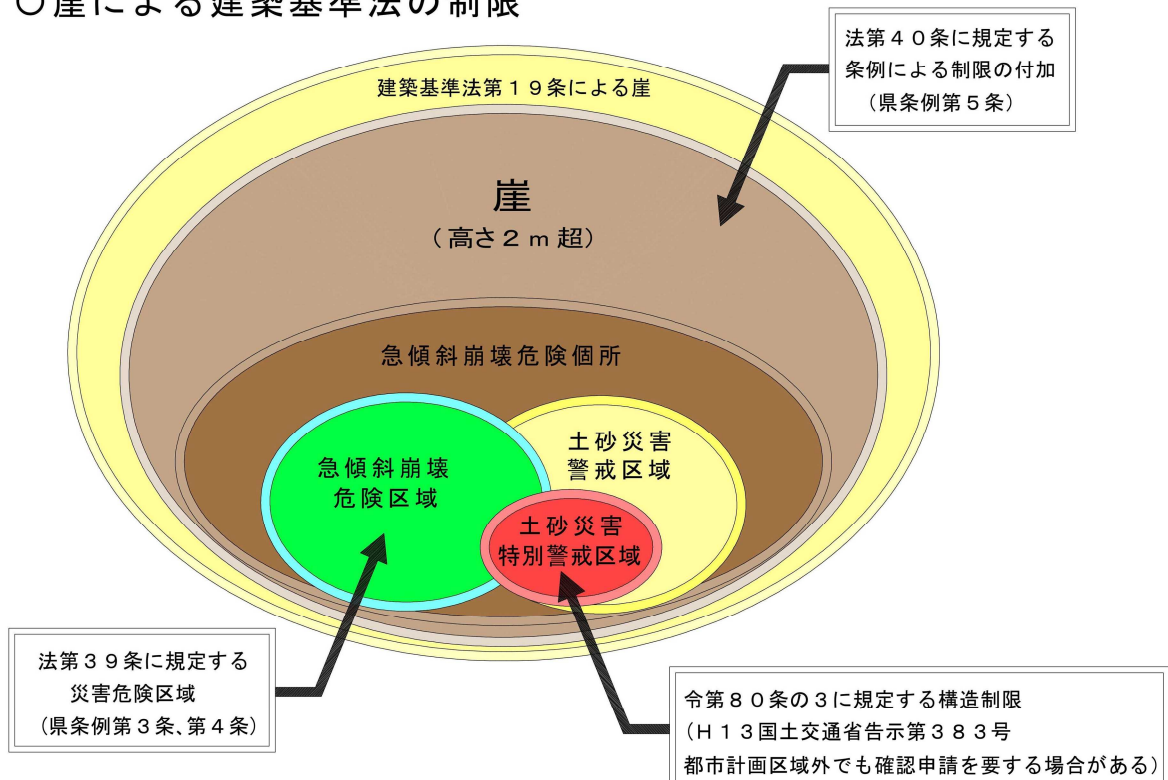 ○崖による建築基準法の制限
法第４０条に規定する
条例による制限の付加
（県条例第５条）
建築基準法第１９条による崖
崖
（高さ２ｍ超）
急傾斜崩壊危険個所
急傾斜崩壊
危険区域
土砂災害
警戒区域
土砂災害
特別警戒区域
法第３９条に規定する
災害危険区域
（県条例第３条、第４条）
令第８０条の３に規定する構造制限
（Ｈ１３国土交通省告示第３８３号
都市計画区域外でも確認申請を要する場合がある）